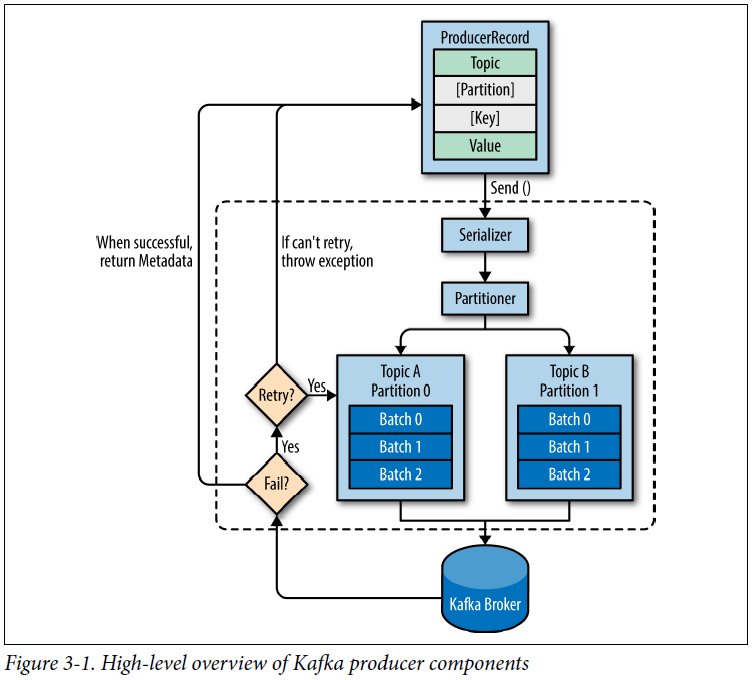 ProducerRecord
Topic
[Partition]
[Key]
Value
Send ()
Serializer
Partitioner
When successful,
return Metadata
If can't retry,
throw exception
Topic A
Partition 0
Batch 0
Batch 1
Batch 2
Topic B
Partition 1
Batch 0
Batch 1
Batch 2
Retry?
Yes
Yes
Fail?
Kafka Broker
Figure 3-1. High-level overview of Kafka producer components